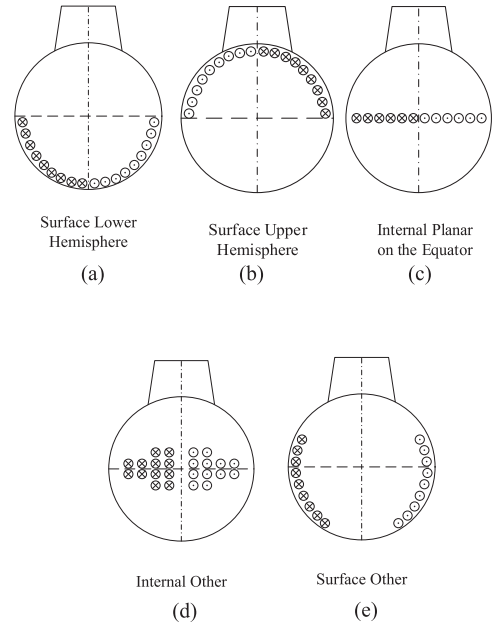 Surface Lower
Hemisphere
(a)
Surface Upper
Hemisphere
(b)
Internal Planar
on the Equator
(c)
Internal Other
(d)
Surface Other
(e)